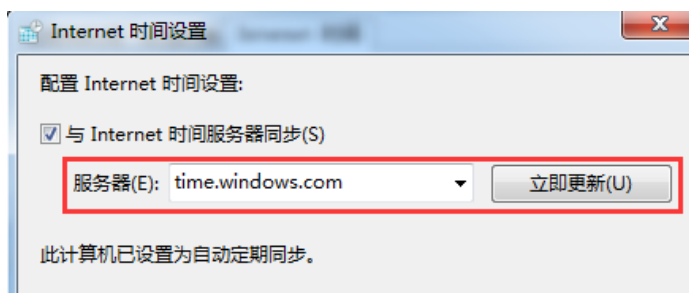 Internet 时间设置
配置 Internet 时间设置:
与 Internet 时间服务器同步(S)
服务器(E): time.windows.com 立即更新(U)
此计算机已设置为自动定期同步。